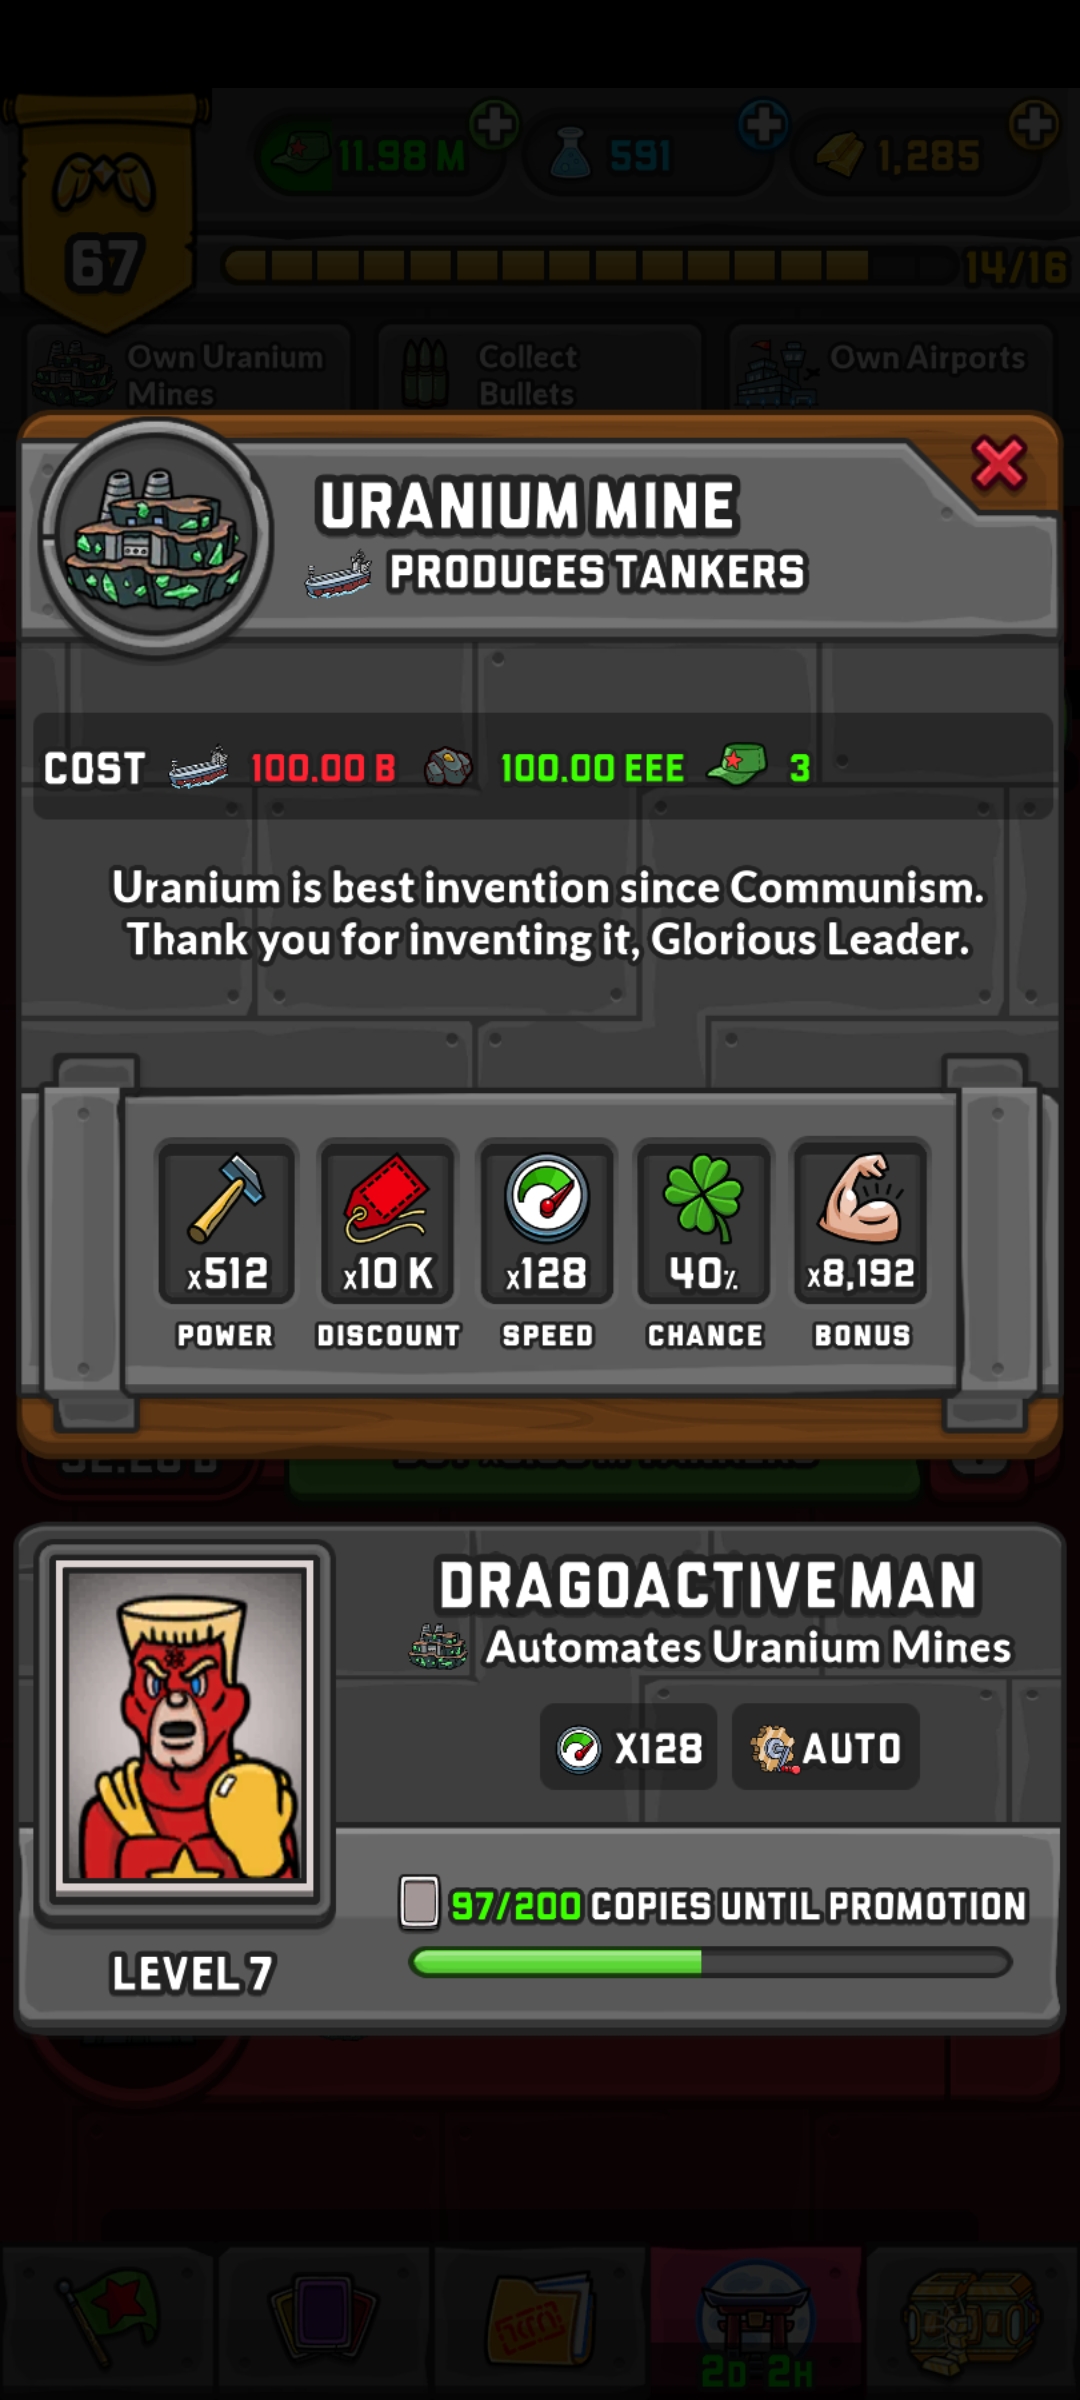 11.98 M
591
1,285
67
14/16
Own Uranium
Mines
Collect
Bullets
Own Airports
URANIUM MINE
PRODUCES TANKERS
COST 100.00 B 100.00 EEE 3
Uranium is best invention since Communism.
Thank you for inventing it, Glorious Leader.
x512
x10 K
x128
40%
x8,192
POWER
DISCOUNT
SPEED
CHANCE
BONUS
DRAGOACTIVE MAN
Automates Uranium Mines
X128
AUTO
97/200 COPIES UNTIL PROMOTION
LEVEL 7
2D 2H